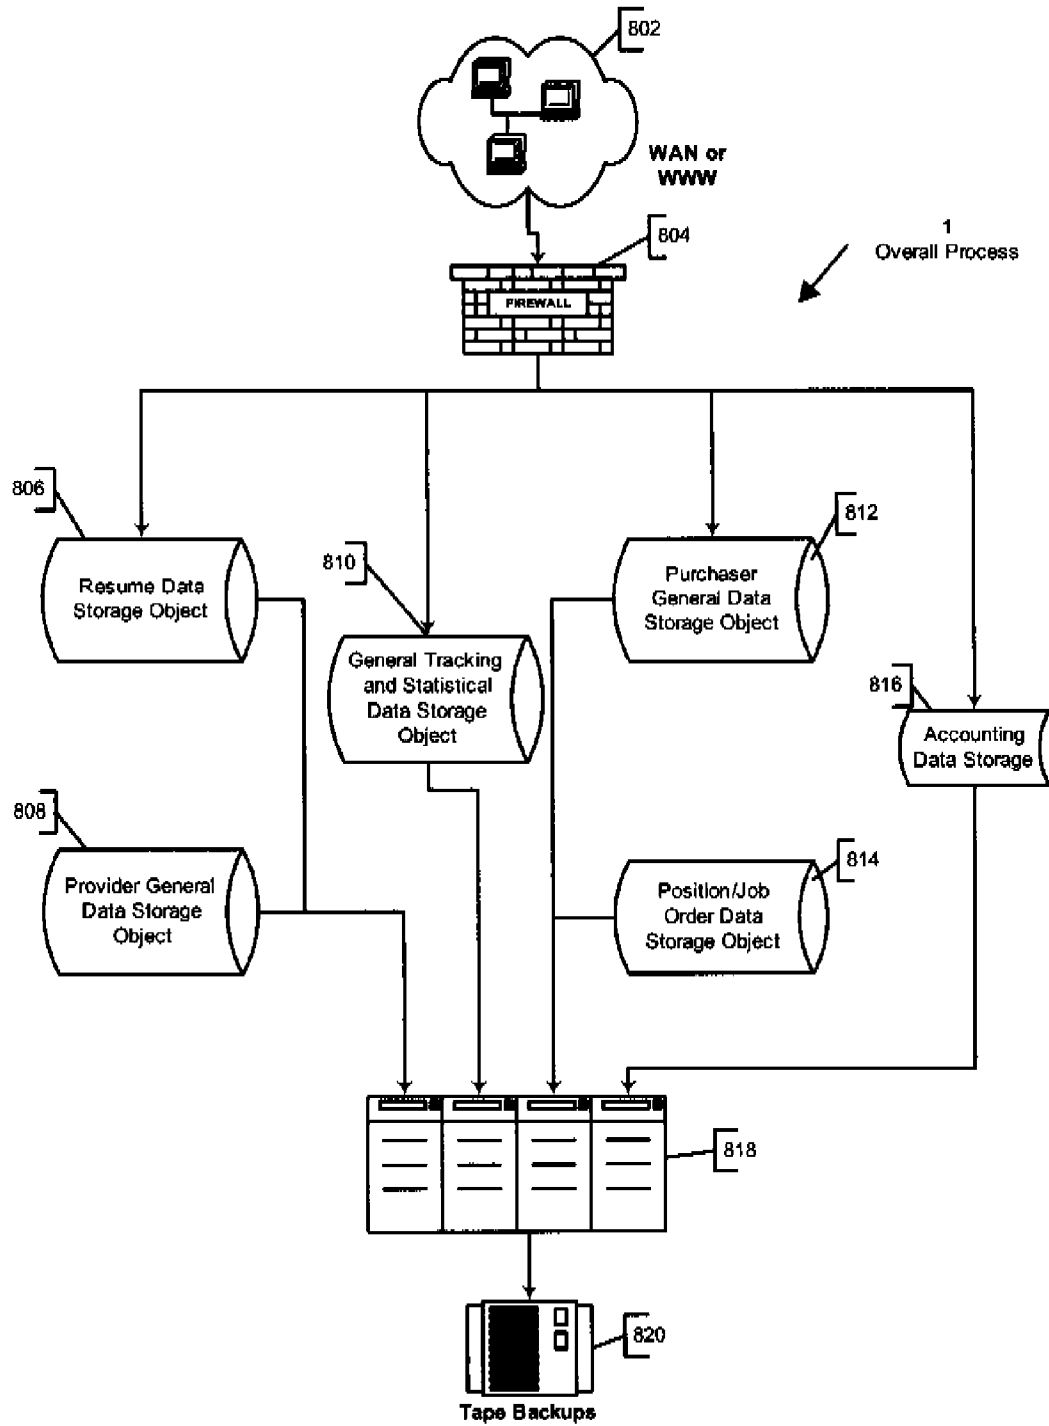 802
WAN or
WWW
804
1
Overall Process
FIREWALL
806
Resume Data
Storage Object
810
General Tracking
and Statistical
Data Storage
Object
812
Purchaser
General Data
Storage Object
816
Accounting
Data Storage
808
Provider General
Data Storage
Object
814
Position/Job
Order Data
Storage Object
818
820
Tape Backups